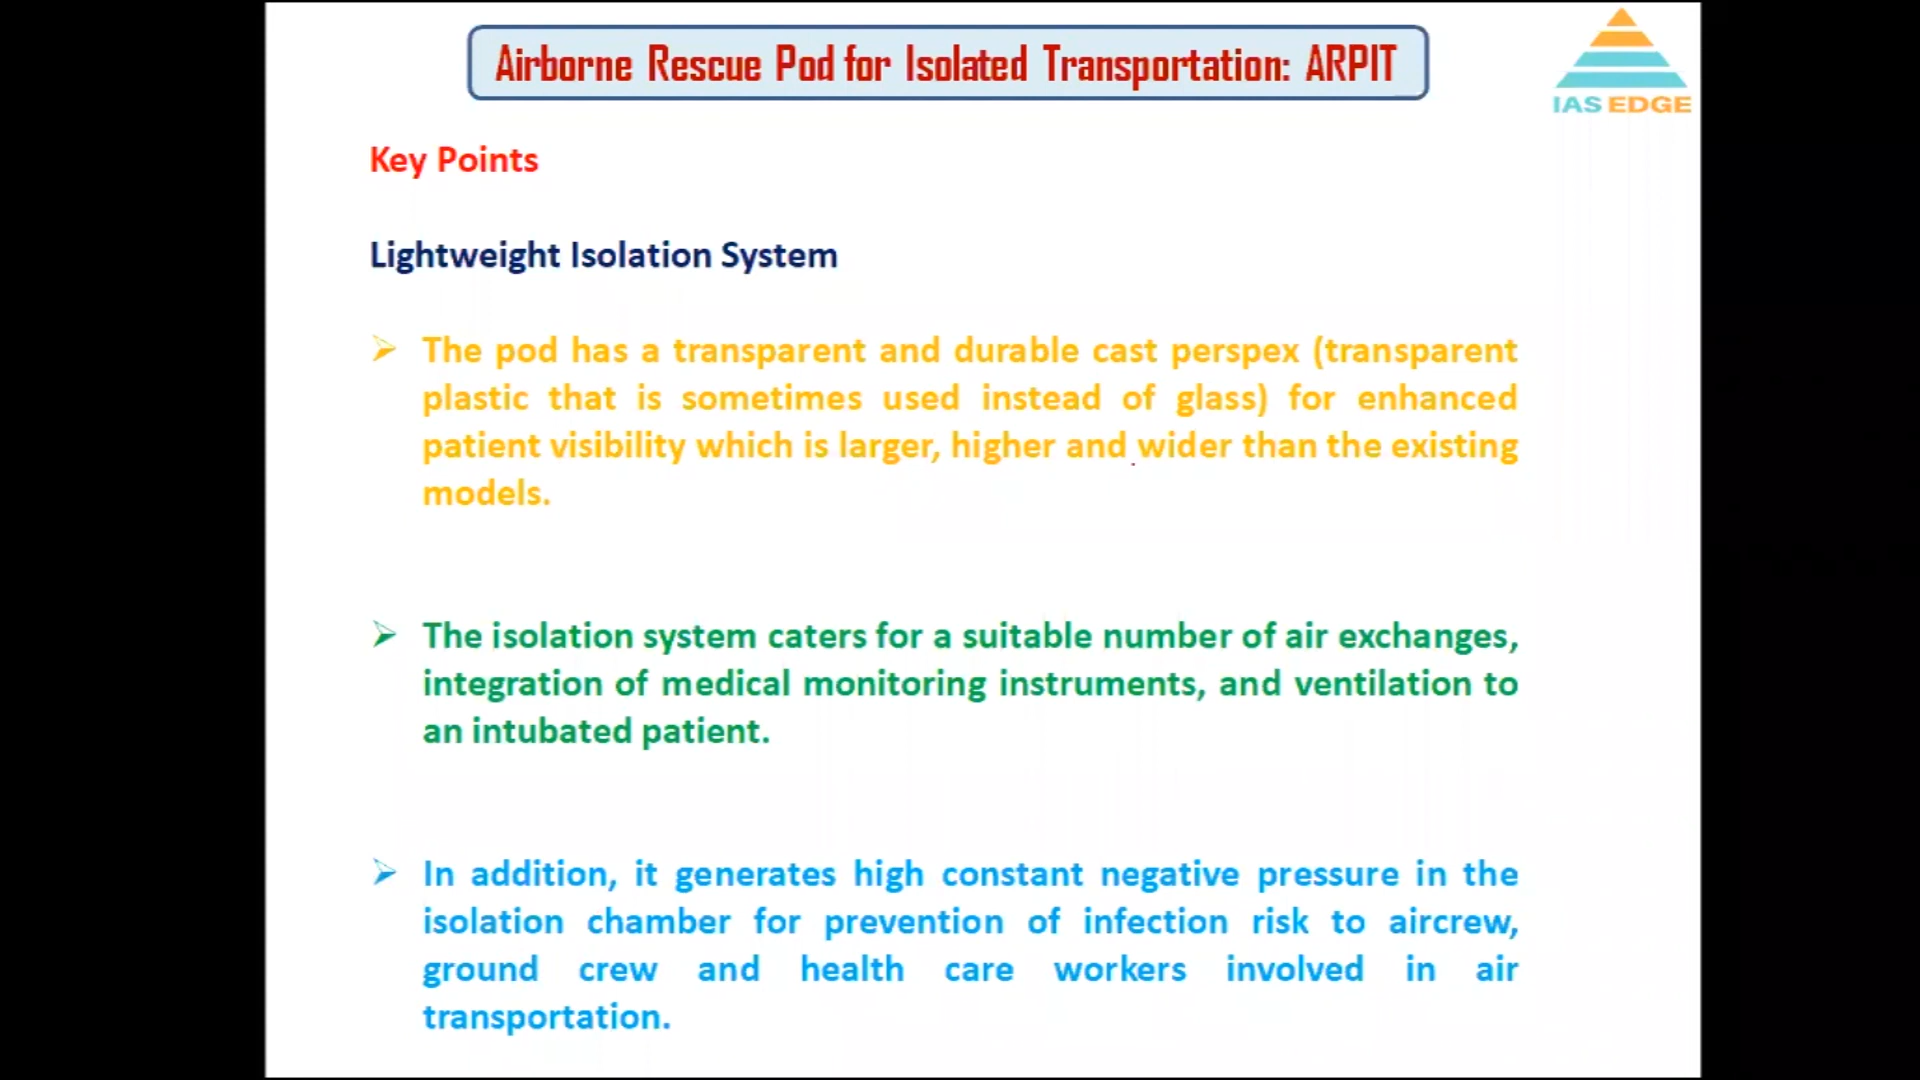 Airborne Rescue Pod for Isolated Transportation: ARPIT
IAS EDGE
Key Points
Lightweight Isolation System
The pod has a transparent and durable cast perspex (transparent
plastic that is sometimes used instead of glass) for enhanced
patient visibility which is larger, higher and wider than the existing
models.
The isolation system caters for a suitable number of air exchanges,
integration of medical monitoring instruments, and ventilation to
an intubated patient.
In addition, it generates high constant negative pressure in the
isolation chamber for prevention of infection risk to aircrew,
ground crew and health care workers involved in air
transportation.